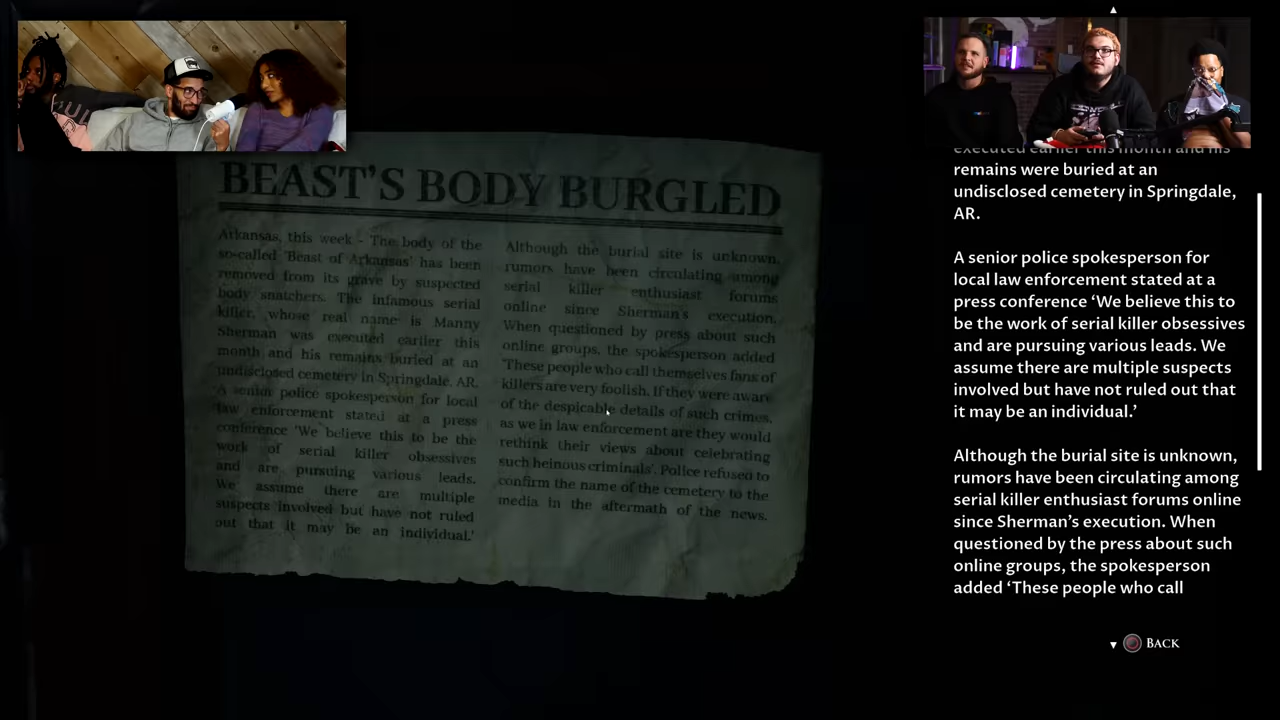 BEAST'S BODY BURGLED
Arkansas, this week - The body of the
so-called 'Beast of Arkansas' has been
removed from its grave by suspected
body snatchers. The infamous serial
killer, whose real name is Manny
Sherman was executed earlier this
month and his remains buried at an
undisclosed cemetery in Springdale, AR.
A senior police spokesperson for local
law enforcement stated at a press
conference 'We believe this to be the
work of serial killer obsessives
and are pursuing various leads.
We assume there are multiple
suspects involved but have not ruled
out that it may be an individual.'
Although the burial site is unknown,
rumors have been circulating among
serial killer enthusiast forums
online since Sherman's execution.
When questioned by press about such
online groups, the spokesperson added
'These people who call themselves fans of
killers are very foolish. If they were aware
of the despicable details of such crimes,
as we in law enforcement are they would
rethink their views about celebrating
such heinous criminals'. Police refused to
confirm the name of the cemetery to the
media in the aftermath of the news.
executed earlier this month and his
remains were buried at an
undisclosed cemetery in Springdale,
AR.
A senior police spokesperson for
local law enforcement stated at a
press conference ‘We believe this to
be the work of serial killer obsessives
and are pursuing various leads. We
assume there are multiple suspects
involved but have not ruled out that
it may be an individual.’
Although the burial site is unknown,
rumors have been circulating among
serial killer enthusiast forums online
since Sherman’s execution. When
questioned by the press about such
online groups, the spokesperson
added ‘These people who call
BACK